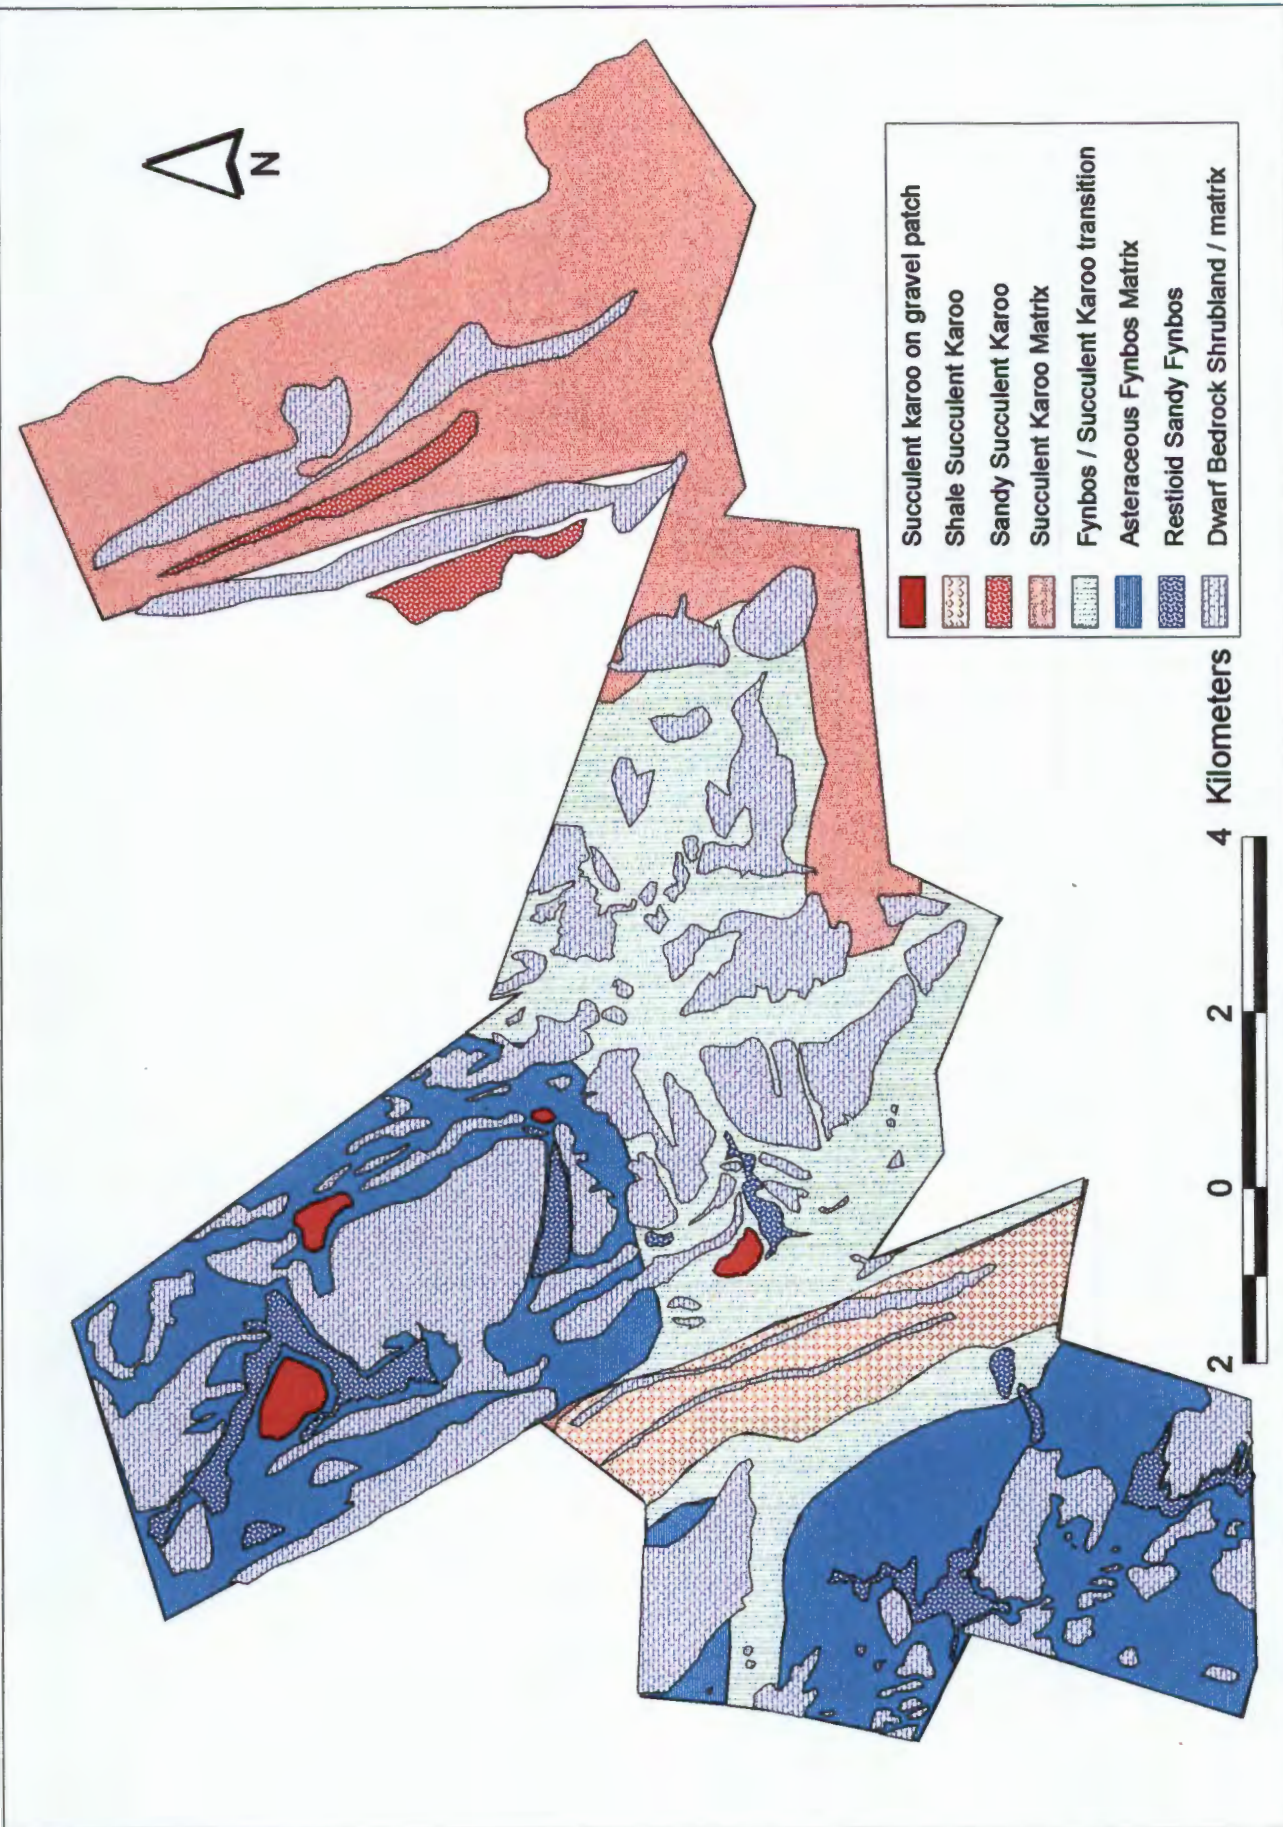 N
Succulent karoo on gravel patch
Shale Succulent Karoo
Sandy Succulent Karoo
Succulent Karoo Matrix
Fynbos / Succulent Karoo transition
Asteraceous Fynbos Matrix
Restioid Sandy Fynbos
Dwarf Bedrock Shrubland / matrix
2 0 2 4 Kilometers